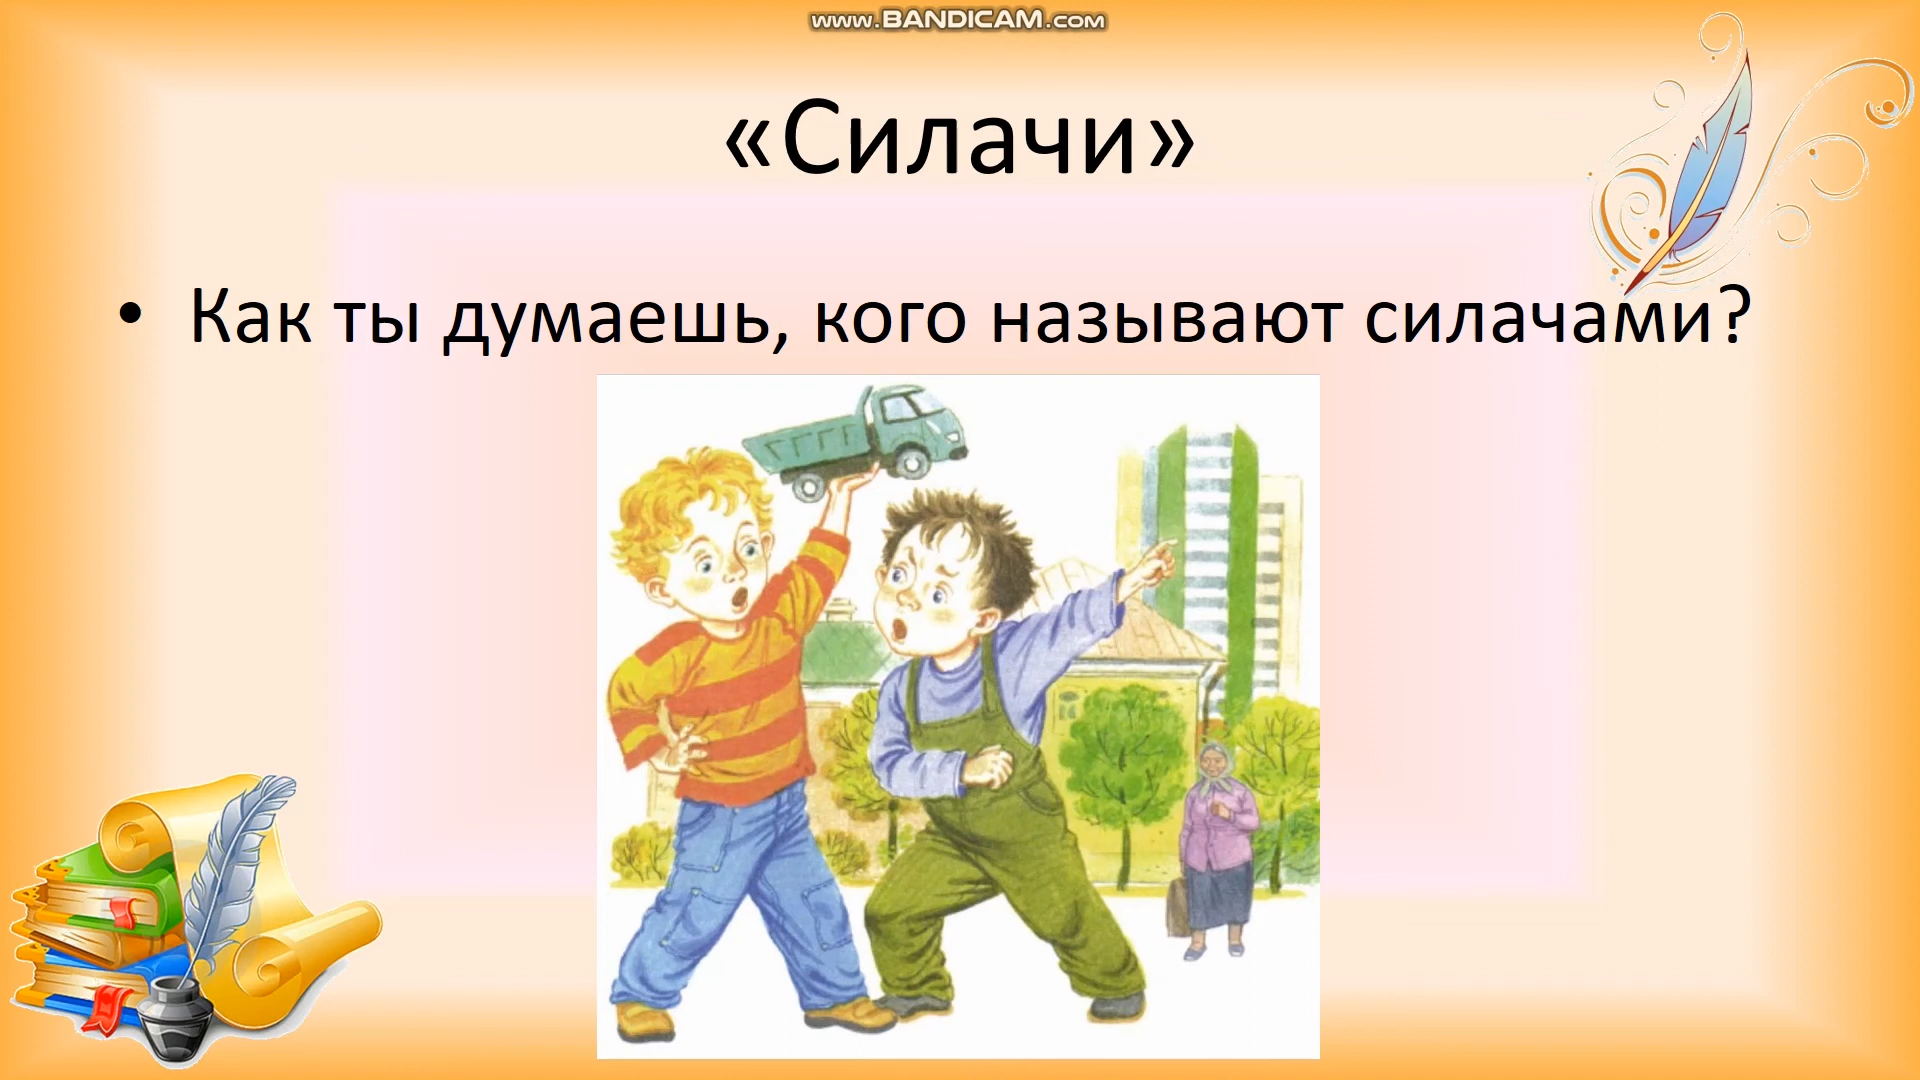 www.BANDICAM.com
«Силачи»
• Как ты думаешь, кого называют силачами?